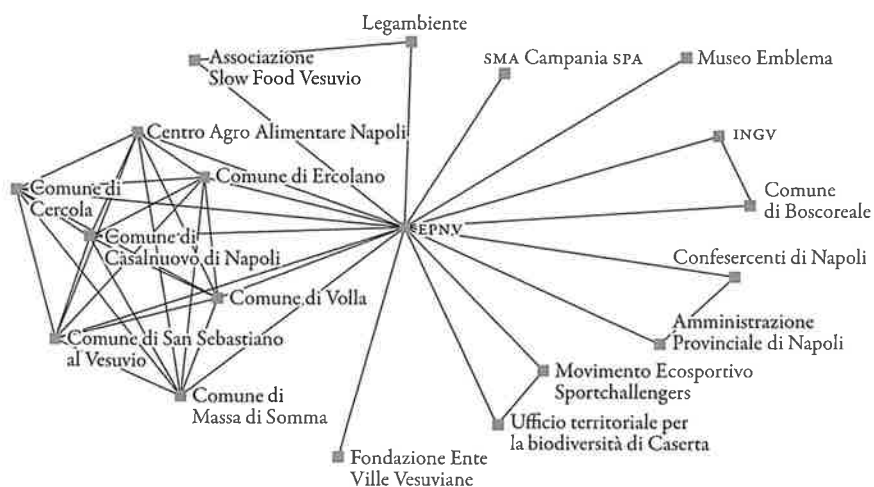 Legambiente
Associazione
Slow Food Vesuvio
SMA Campania SPA
Museo Emblema
Centro Agro Alimentare Napoli
INGV
Comune di Ercolano
Comune di
Cercola
Comune
di Boscoreale
EPNV
Comune di
Casalnuovo di Napoli
Confesercenti di Napoli
Comune di Volla
Comune di San Sebastiano
al Vesuvio
Amministrazione
Provinciale di Napoli
Movimento Ecosportivo
Sportchallengers
Comune di
Massa di Somma
Ufficio territoriale per
la biodiversità di Caserta
Fondazione Ente
Ville Vesuviane